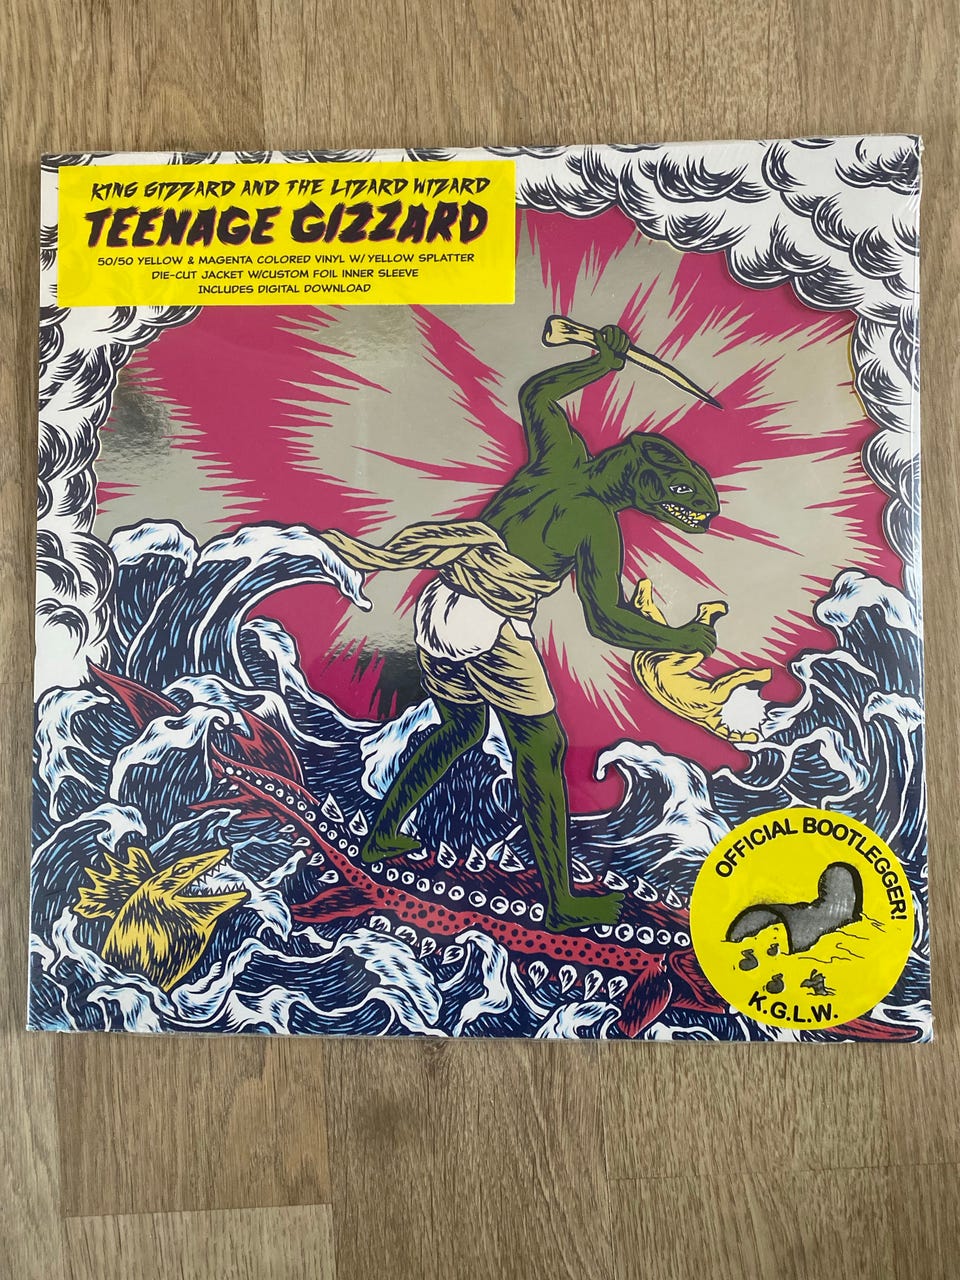 KING GIZZARD AND THE LIZARD WIZARD
TEENAGE GIZZARD
50/50 YELLOW & MAGENTA COLORED VINYL W/YELLOW SPLATTER
DIE-CUT JACKET W/CUSTOM FOIL INNER SLEEVE
INCLUDES DIGITAL DOWNLOAD
OFFICIAL BOOTLEGGER!
K.G.L.W.